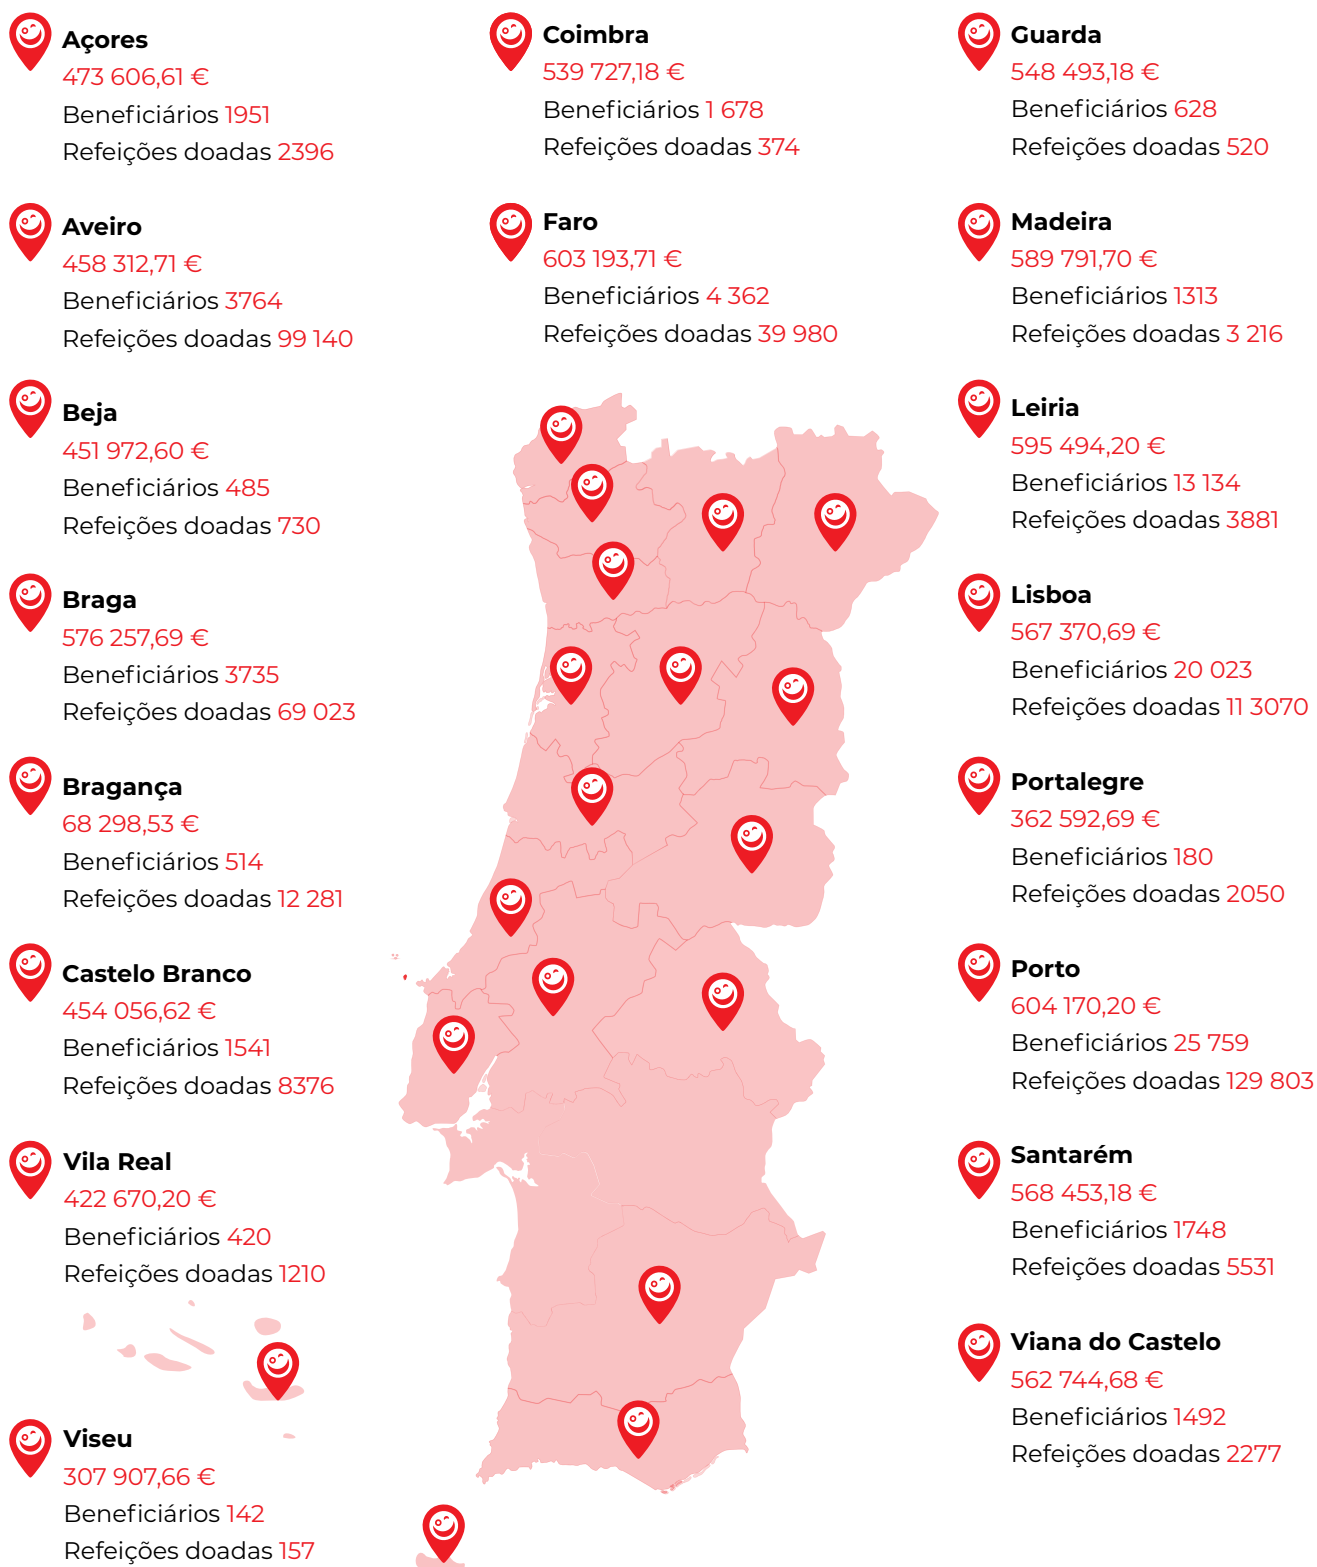 Açores
473 606,61 €
Beneficiários 1951
Refeições doadas 2396
Aveiro
458 312,71 €
Beneficiários 3764
Refeições doadas 99 140
Beja
451 972,60 €
Beneficiários 485
Refeições doadas 730
Braga
576 257,69 €
Beneficiários 3735
Refeições doadas 69 023
Bragança
68 298,53 €
Beneficiários 514
Refeições doadas 12 281
Castelo Branco
454 056,62 €
Beneficiários 1541
Refeições doadas 8376
Vila Real
422 670,20 €
Beneficiários 420
Refeições doadas 1210
Viseu
307 907,66 €
Beneficiários 142
Refeições doadas 157
Coimbra
539 727,18 €
Beneficiários 1 678
Refeições doadas 374
Faro
603 193,71 €
Beneficiários 4 362
Refeições doadas 39 980
Guarda
548 493,18 €
Beneficiários 628
Refeições doadas 520
Madeira
589 791,70 €
Beneficiários 1313
Refeições doadas 3 216
Leiria
595 494,20 €
Beneficiários 13 134
Refeições doadas 3881
Lisboa
567 370,69 €
Beneficiários 20 023
Refeições doadas 11 3070
Portalegre
362 592,69 €
Beneficiários 180
Refeições doadas 2050
Porto
604 170,20 €
Beneficiários 25 759
Refeições doadas 129 803
Santarém
568 453,18 €
Beneficiários 1748
Refeições doadas 5531
Viana do Castelo
562 744,68 €
Beneficiários 1492
Refeições doadas 2277